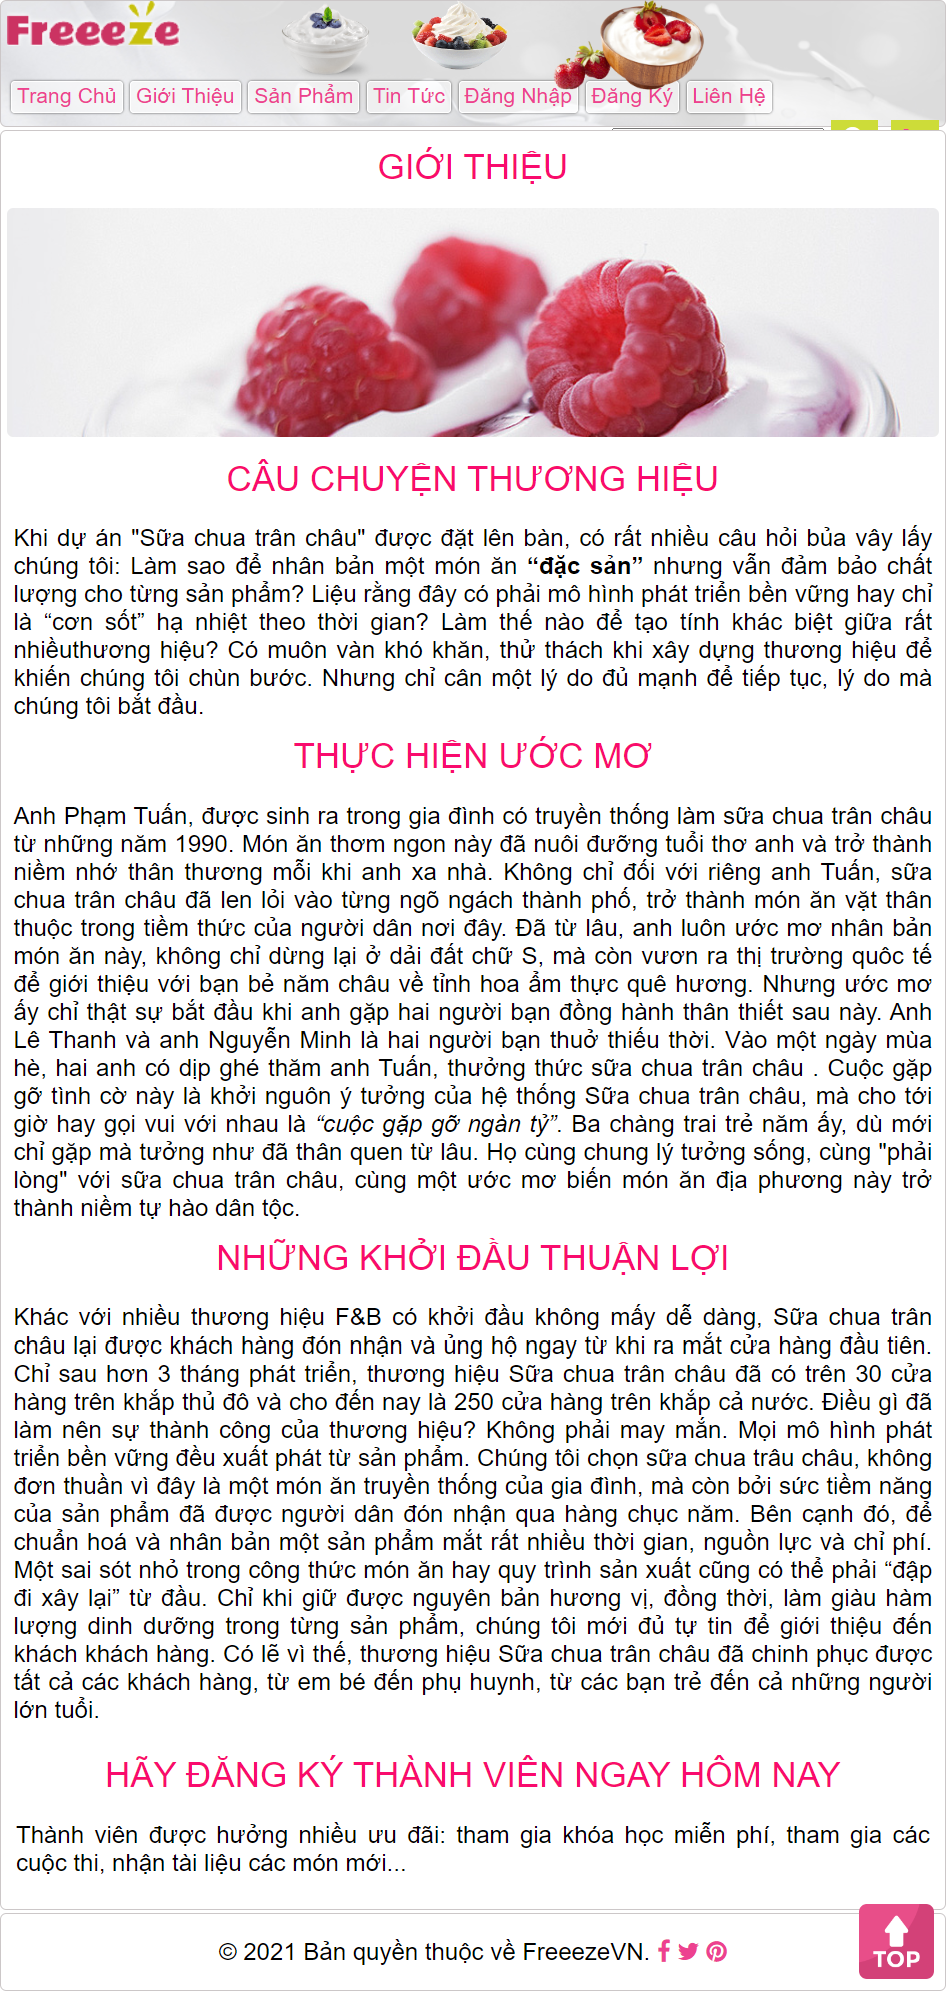 Freeeze
Trang Chủ Giới Thiệu Sản Phẩm Tin Tức Đăng Nhập Đăng Ký Liên Hệ
GIỚI THIỆU
CÂU CHUYỆN THƯƠNG HIỆU
Khi dự án "Sữa chua trân châu" được đặt lên bàn, có rất nhiều câu hỏi bủa vây lấy
chúng tôi: Làm sao để nhân bản một món ăn “đặc sản” nhưng vẫn đảm bảo chất
lượng cho từng sản phẩm? Liệu rằng đây có phải mô hình phát triển bền vững hay chỉ
là “cơn sốt” hạ nhiệt theo thời gian? Làm thế nào để tạo tính khác biệt giữa rất
nhiềuthương hiệu? Có muôn vàn khó khăn, thử thách khi xây dựng thương hiệu để
khiến chúng tôi chùn bước. Nhưng chỉ cân một lý do đủ mạnh để tiếp tục, lý do mà
chúng tôi bắt đầu.
THỰC HIỆN ƯỚC MƠ
Anh Phạm Tuấn, được sinh ra trong gia đình có truyền thống làm sữa chua trân châu
từ những năm 1990. Món ăn thơm ngon này đã nuôi đưỡng tuổi thơ anh và trở thành
niềm nhớ thân thương mỗi khi anh xa nhà. Không chỉ đối với riêng anh Tuấn, sữa
chua trân châu đã len lỏi vào từng ngõ ngách thành phố, trở thành món ăn vặt thân
thuộc trong tiềm thức của người dân nơi đây. Đã từ lâu, anh luôn ước mơ nhân bản
món ăn này, không chỉ dừng lại ở dải đất chữ S, mà còn vươn ra thị trường quôc tế
để giới thiệu với bạn bẻ năm châu về tỉnh hoa ẩm thực quê hương. Nhưng ước mơ
ấy chỉ thật sự bắt đầu khi anh gặp hai người bạn đồng hành thân thiết sau này. Anh
Lê Thanh và anh Nguyễn Minh là hai người bạn thuở thiếu thời. Vào một ngày mùa
hè, hai anh có dịp ghé thăm anh Tuấn, thưởng thức sữa chua trân châu . Cuộc gặp
gỡ tình cờ này là khởi nguồn ý tưởng của hệ thống Sữa chua trân châu, mà cho tới
giờ hay gọi vui với nhau là “cuộc gặp gỡ ngàn tỷ”. Ba chàng trai trẻ năm ấy, dù mới
chỉ gặp mà tưởng như đã thân quen từ lâu. Họ cùng chung lý tưởng sống, cùng "phải
lòng" với sữa chua trân châu, cùng một ước mơ biến món ăn địa phương này trở
thành niềm tự hào dân tộc.
NHỮNG KHỞI ĐẦU THUẬN LỢI
Khác với nhiều thương hiệu F&B có khởi đầu không mấy dễ dàng, Sữa chua trân
châu lại được khách hàng đón nhận và ủng hộ ngay từ khi ra mắt cửa hàng đầu tiên.
Chỉ sau hơn 3 tháng phát triển, thương hiệu Sữa chua trân châu đã có trên 30 cửa
hàng trên khắp thủ đô và cho đến nay là 250 cửa hàng trên khắp cả nước. Điều gì đã
làm nên sự thành công của thương hiệu? Không phải may mắn. Mọi mô hình phát
triển bền vững đều xuất phát từ sản phẩm. Chúng tôi chọn sữa chua trâu châu, không
đơn thuần vì đây là một món ăn truyền thống của gia đình, mà còn bởi sức tiềm năng
của sản phẩm đã được người dân đón nhận qua hàng chục năm. Bên cạnh đó, để
chuẩn hoá và nhân bản một sản phẩm mắt rất nhiều thời gian, nguồn lực và chỉ phí.
Một sai sót nhỏ trong công thức món ăn hay quy trình sản xuất cũng có thể phải “đập
đi xây lại” từ đầu. Chỉ khi giữ được nguyên bản hương vị, đồng thời, làm giàu hàm
lượng dinh dưỡng trong từng sản phẩm, chúng tôi mới đủ tự tin để giới thiệu đến
khách khách hàng. Có lẽ vì thế, thương hiệu Sữa chua trân châu đã chinh phục được
tất cả các khách hàng, từ em bé đến phụ huynh, từ các bạn trẻ đến cả những người
lớn tuổi.
HÃY ĐĂNG KÝ THÀNH VIÊN NGAY HÔM NAY
Thành viên được hưởng nhiều ưu đãi: tham gia khóa học miễn phí, tham gia các
cuộc thi, nhận tài liệu các món mới...
© 2021 Bản quyền thuộc về FreeezeVN.
TOP